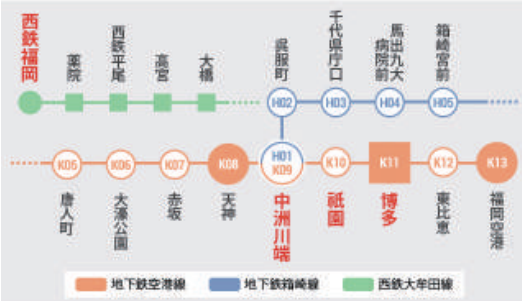 西鉄福岡
薬院
西鉄平尾
高宮
大橋
呉服町
千代県庁口
馬出九大
病院前
箱崎宮前
H02
H03
H04
H05
K05
K06
K07
K08
H01
K09
K10
K11
K12
K13
唐人町
大濠公園
赤坂
天神
中洲川端
祇園
博多
東比恵
福岡空港
地下鉄空港線
地下鉄箱崎線
西鉄大牟田線